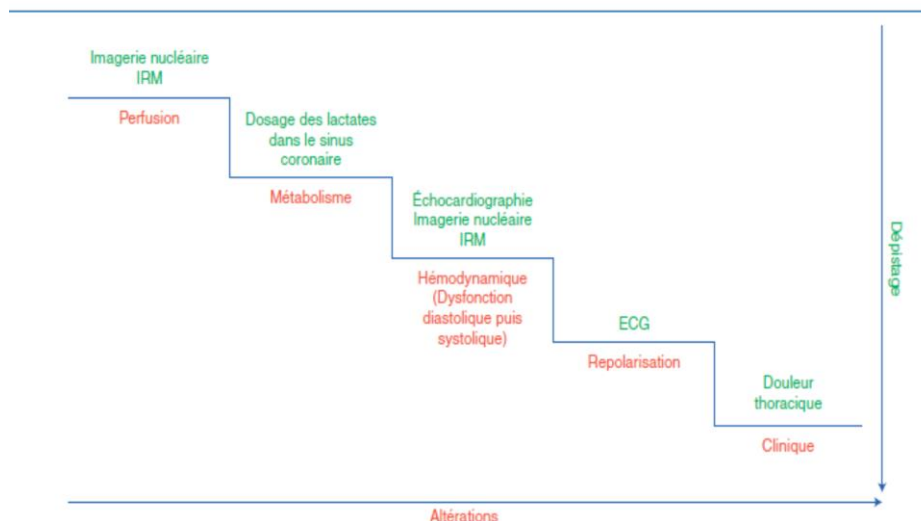 Imagerie nucléaire
IRM
Perfusion
Dosage des lactates
dans le sinus
coronaire
Métabolisme
Échocardiographie
Imagerie nucléaire
IRM
Hémodynamique
(Dysfonction
diastolique puis
systolique)
ECG
Repolarisation
Douleur
thoracique
Clinique
Dépistage
Altérations